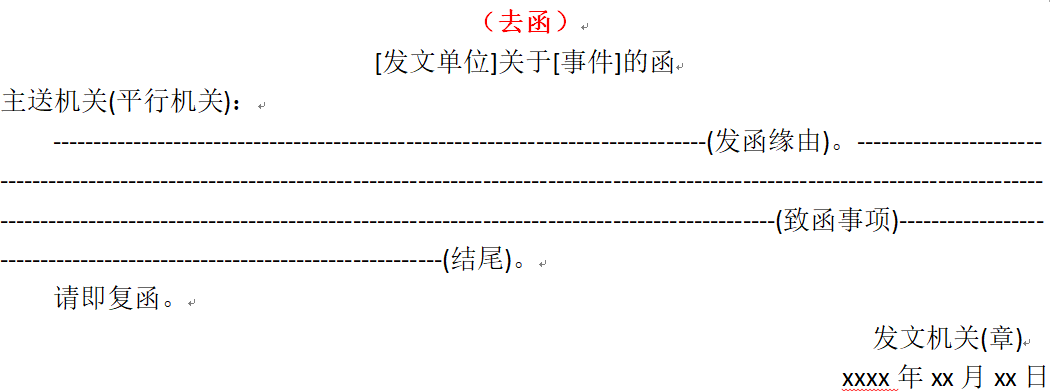 （去函）
[发文单位]关于[事件]的函
主送机关(平行机关)：
----------------------------------------------------------------------------------(发函缘由)。-----------------------
-----------------------------------------------------------------------------------------------------------------------------------
-------------------------------------------------------------------------------------------------(致函事项)------------------
-------------------------------------------------------(结尾)。
请即复函。
发文机关(章)
xxxx 年 xx 月 xx 日